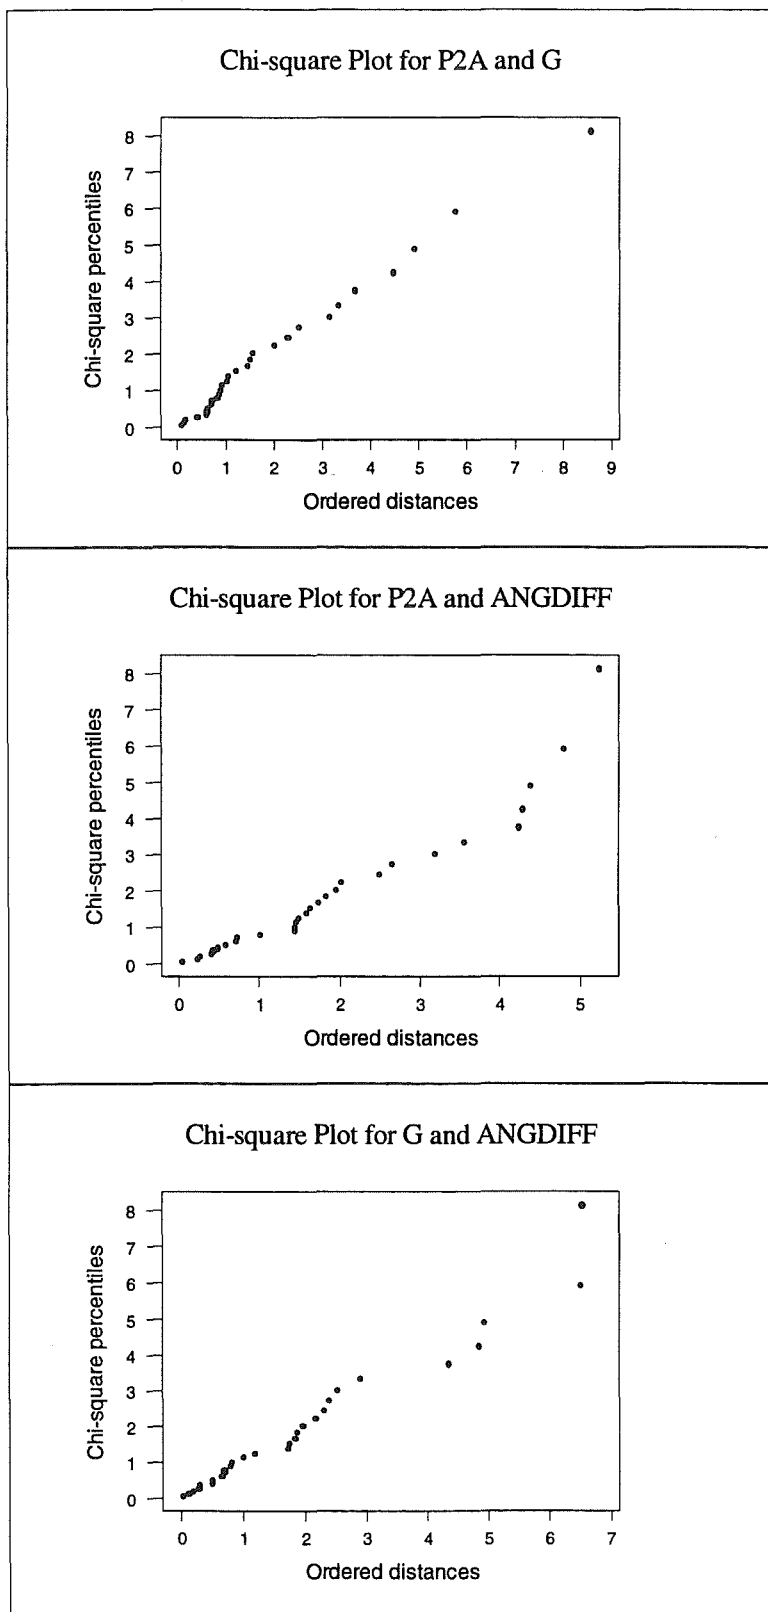 Chi-square Plot for P2A and G
Chi-square percentiles
8
7
6
5
4
3
2
1
0
0 1 2 3 4 5 6 7 8 9
Ordered distances
Chi-square Plot for P2A and ANGDIFF
Chi-square percentiles
8
7
6
5
4
3
2
1
0
0 1 2 3 4 5
Ordered distances
Chi-square Plot for G and ANGDIFF
Chi-square percentiles
8
7
6
5
4
3
2
1
0
0 1 2 3 4 5 6 7
Ordered distances